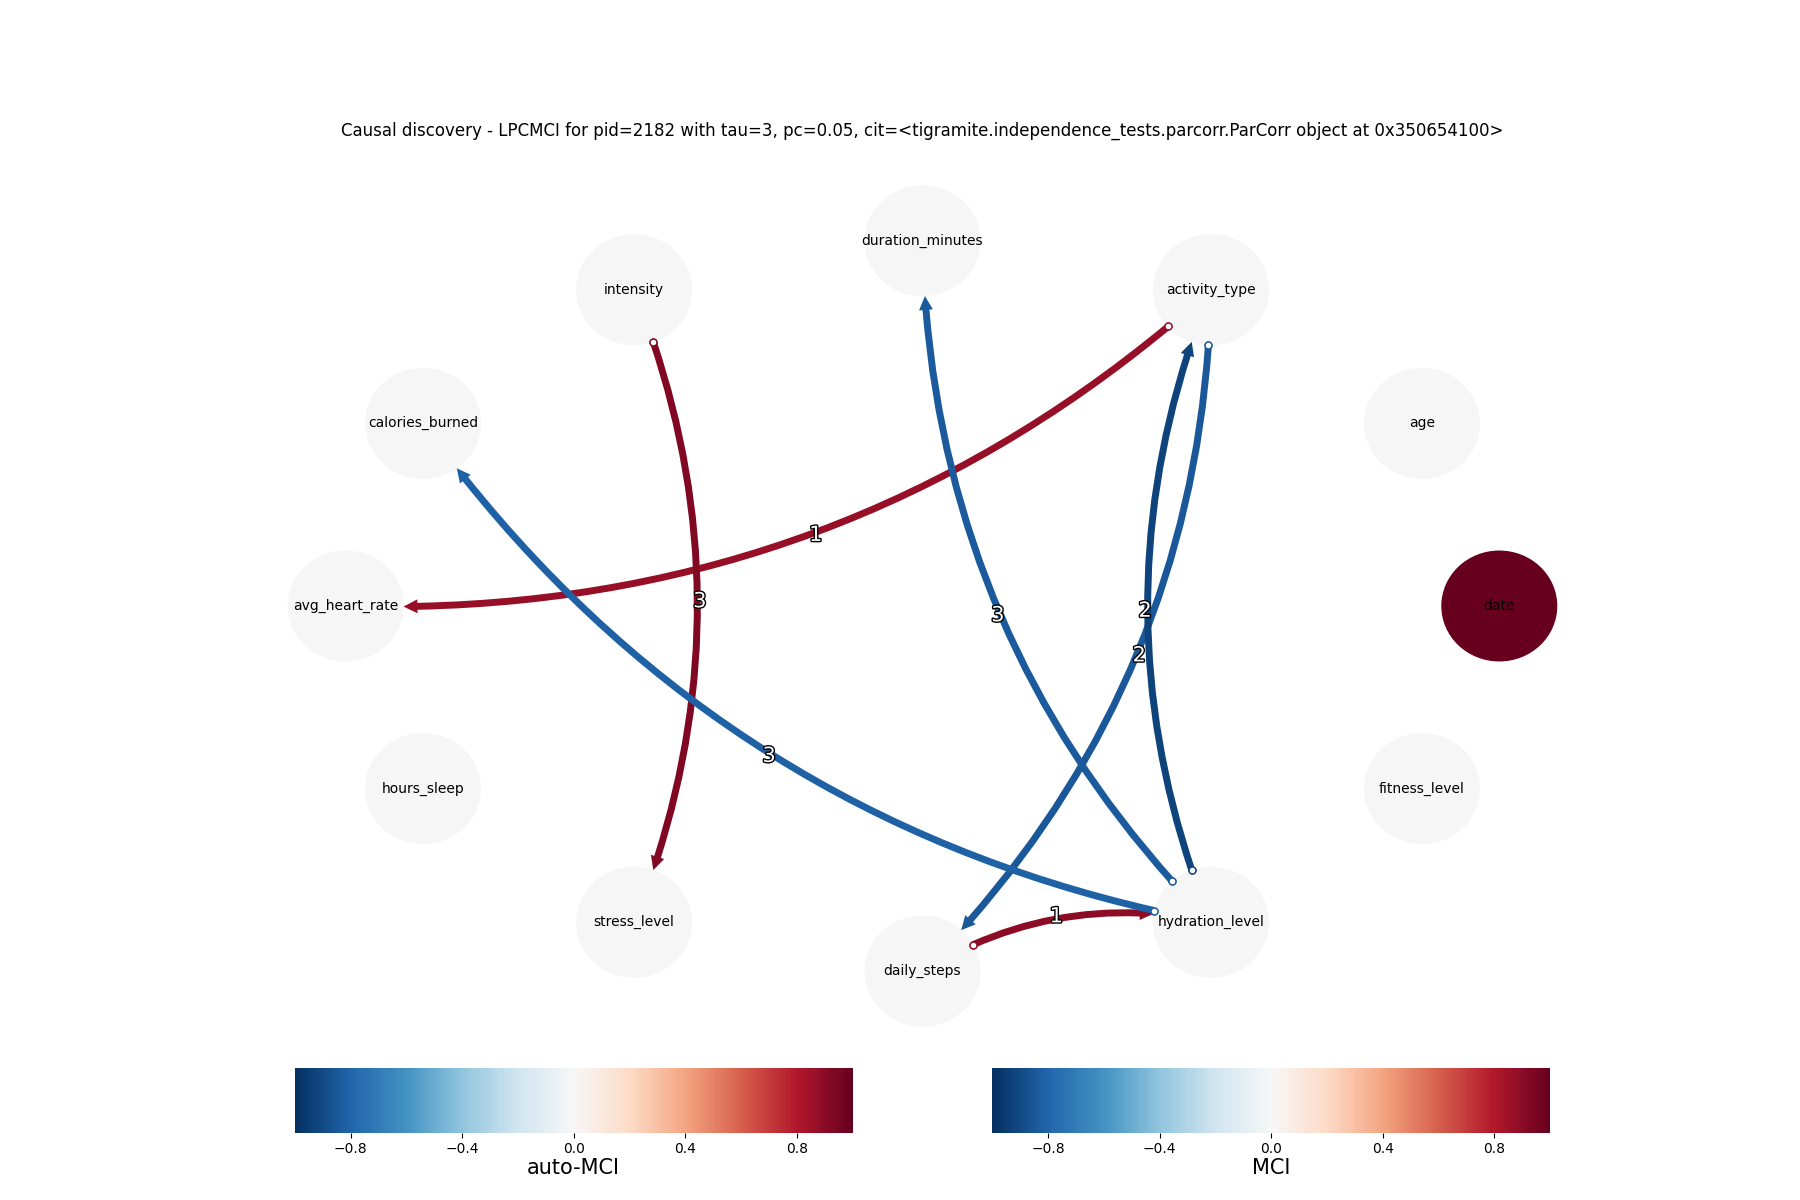 Causal discovery - LPCMCI for pid=2182 with tau=3, pc=0.05, cit=<tigramite.independence_tests.parcorr.ParCorr object at 0x350654100>
duration_minutes
intensity
activity_type
calories_burned
age
1
3
avg_heart_rate
date
2
3
2
3
hours_sleep
fitness_level
1
stress_level
hydration_level
daily_steps
−0.8 −0.4 0.0 0.4 0.8
auto-MCI
−0.8 −0.4 0.0 0.4 0.8
MCI